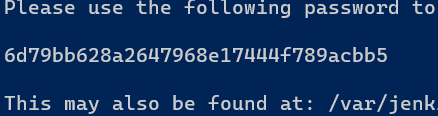 Please use the following password to
6d79bb628a2647968e17444f789acbb5
This may also be found at: /var/jenk